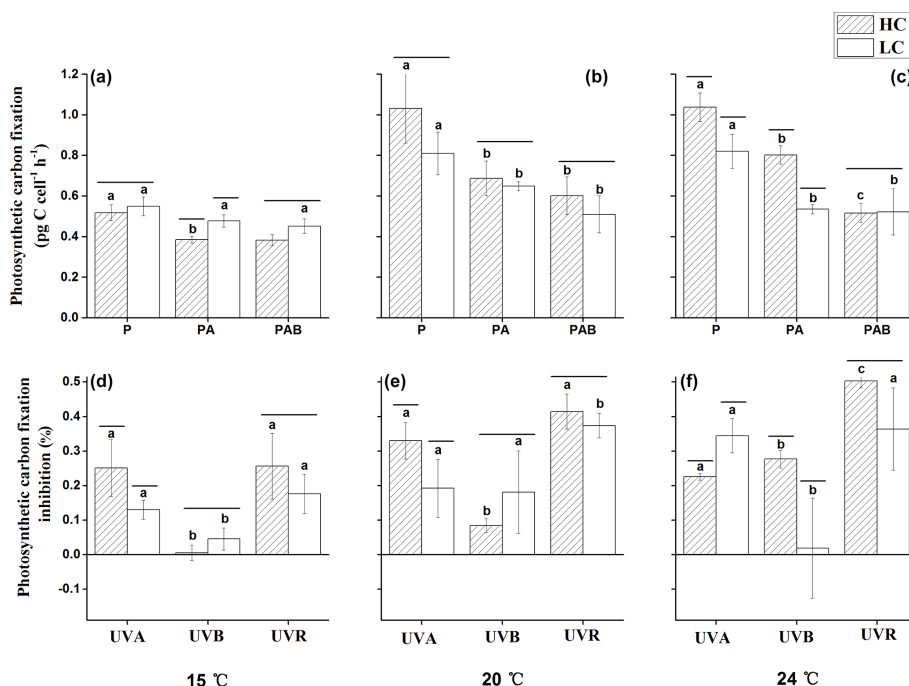 HC
LC
Photosynthetic carbon fixation
(pg C cell⁻¹ h⁻¹)
1.2
1.0
0.8
0.6
0.4
0.2
0.0
(a)
a a b a a
P PA PAB
(b)
a a b b b b
P PA PAB
(c)
a a b b c b
P PA PAB
Photosynthetic carbon fixation
inhibition (%)
0.5
0.4
0.3
0.2
0.1
0.0
-0.1
(d)
a a b b a a
UVA UVB UVR
(e)
a a b a a b
UVA UVB UVR
(f)
a a b b c a
UVA UVB UVR
15 ℃ 20 ℃ 24 ℃